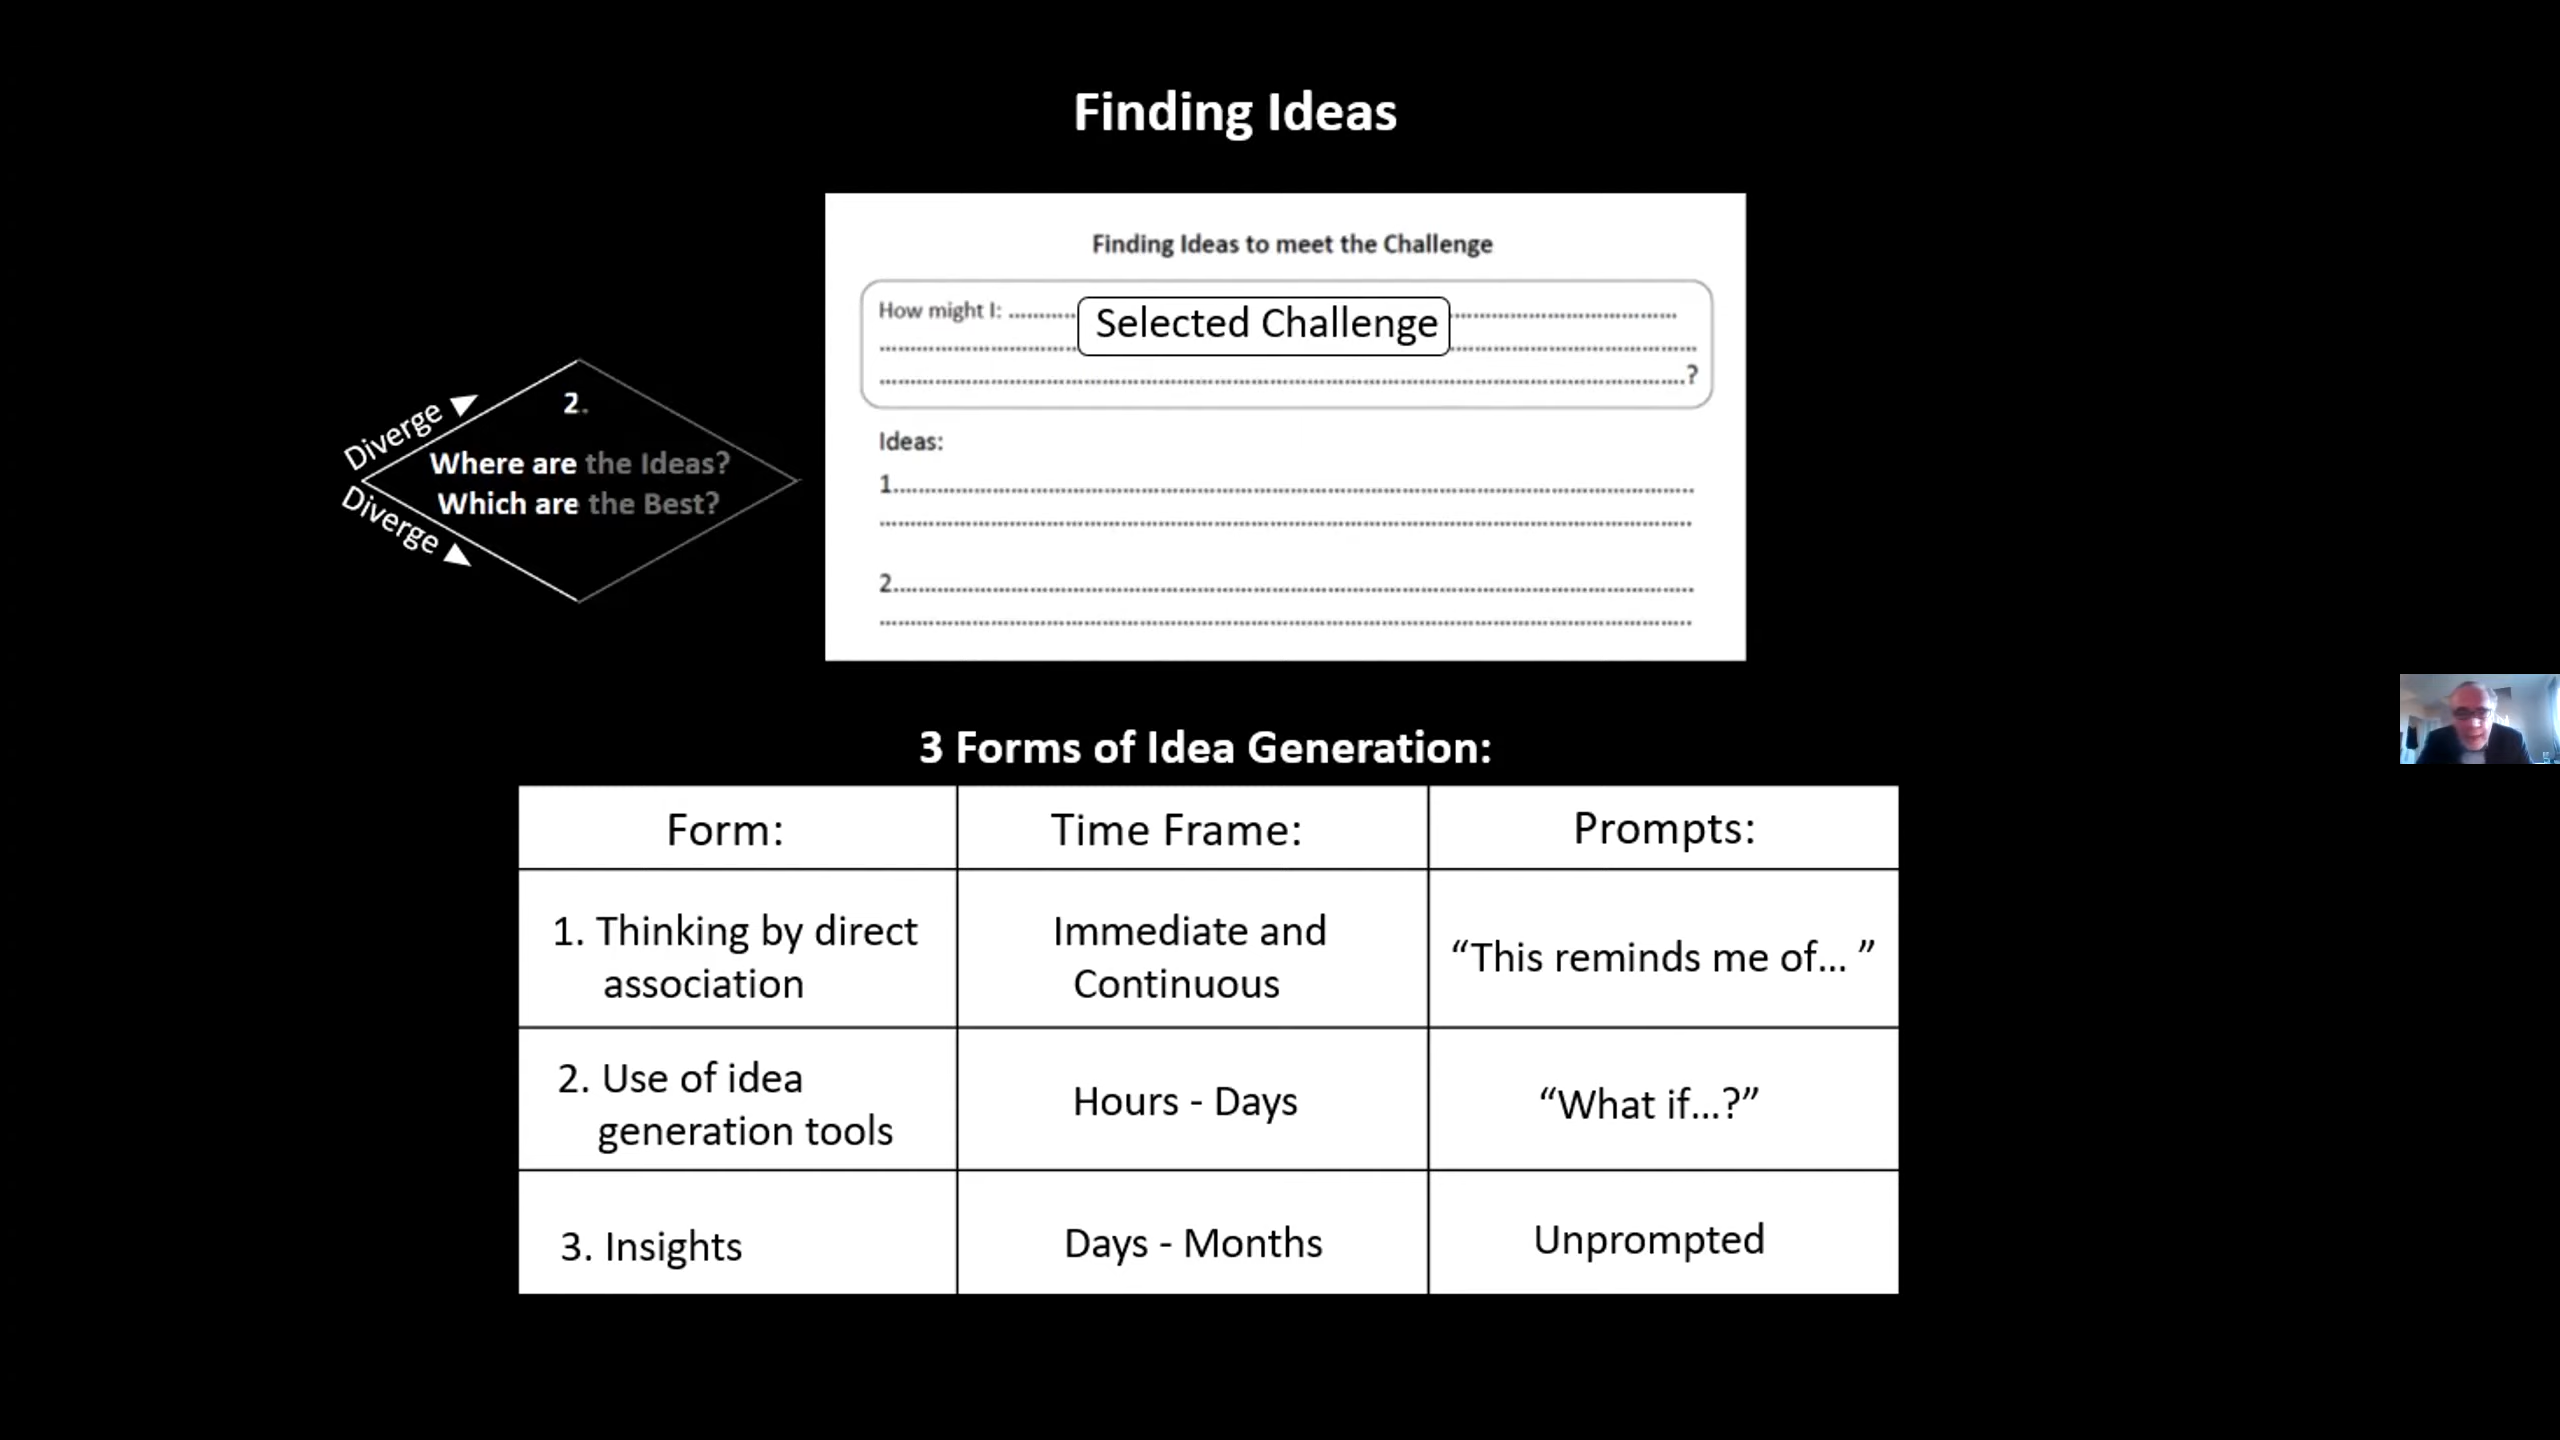 Finding Ideas
Diverge
2.
Where are the Ideas?
Which are the Best?
Diverge
Finding Ideas to meet the Challenge
How might I: ............ Selected Challenge ............
............?
Ideas:
1.............
2.............
3 Forms of Idea Generation:
Form: Time Frame: Prompts:
1. Thinking by direct
association
Immediate and
Continuous
“This reminds me of... ”
2. Use of idea
generation tools
Hours - Days
“What if...?”
3. Insights
Days - Months
Unprompted